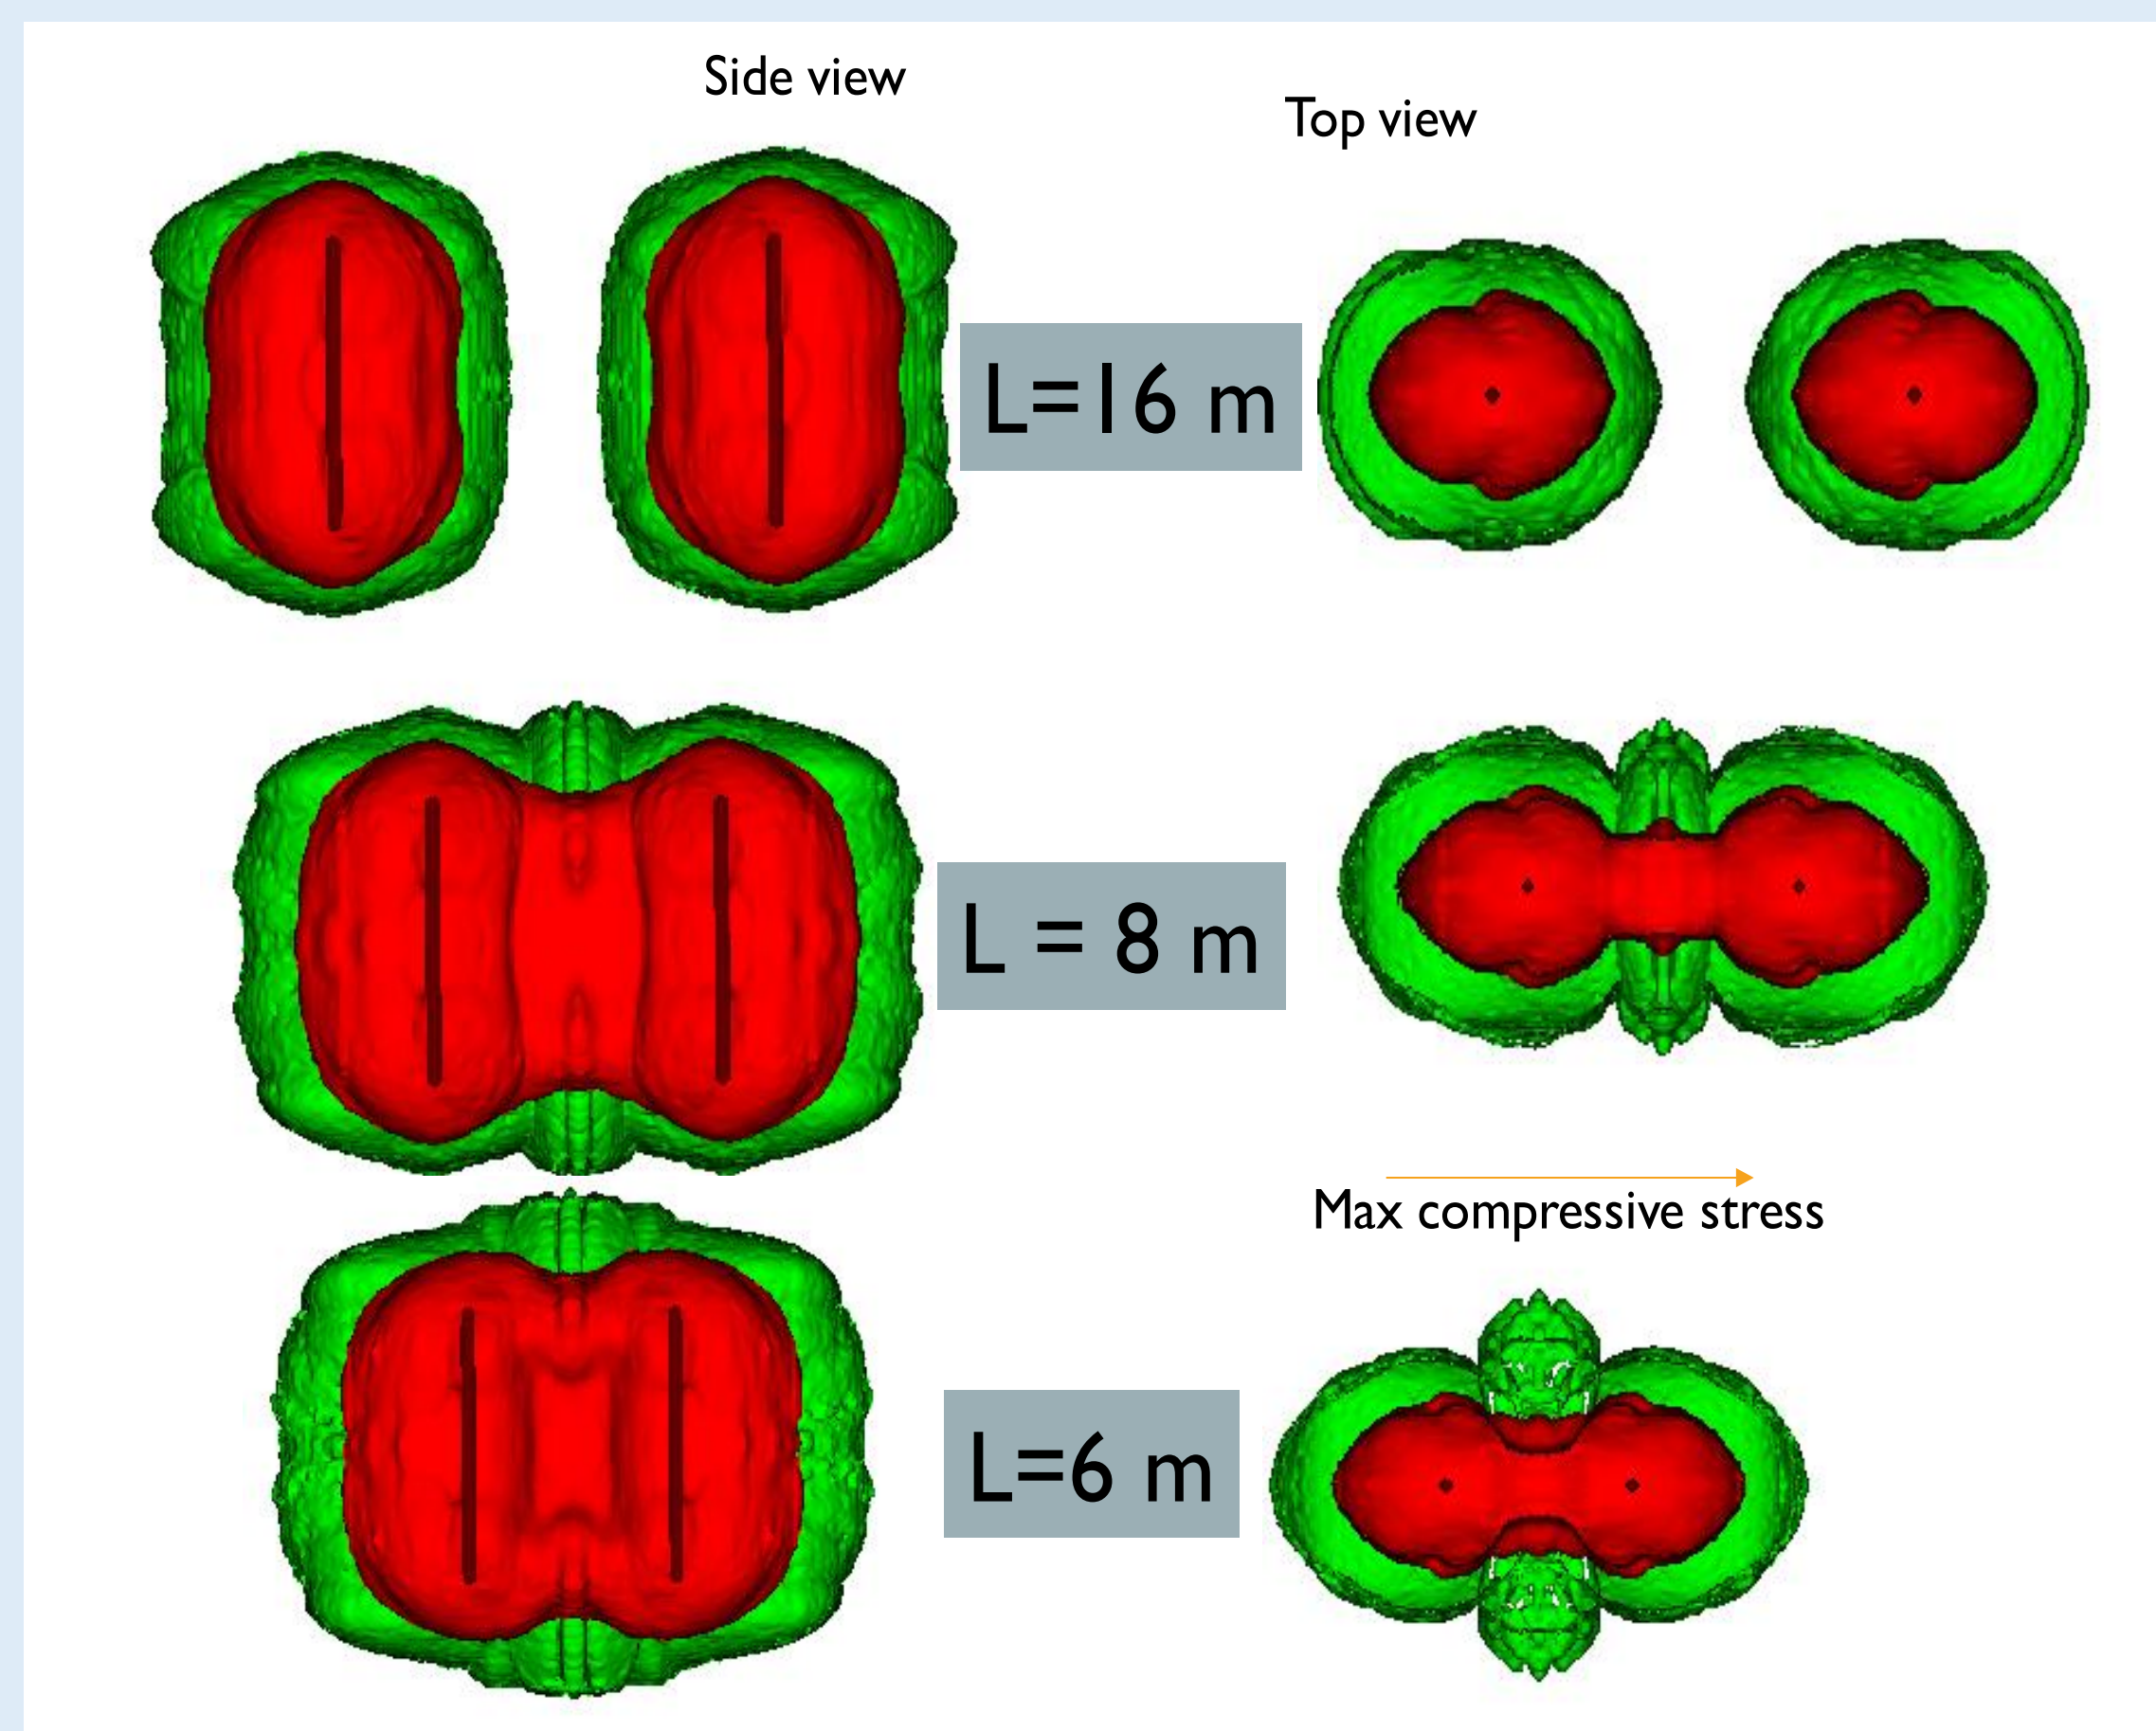 Side view
Top view
L=16 m
L = 8 m
Max compressive stress
L=6 m